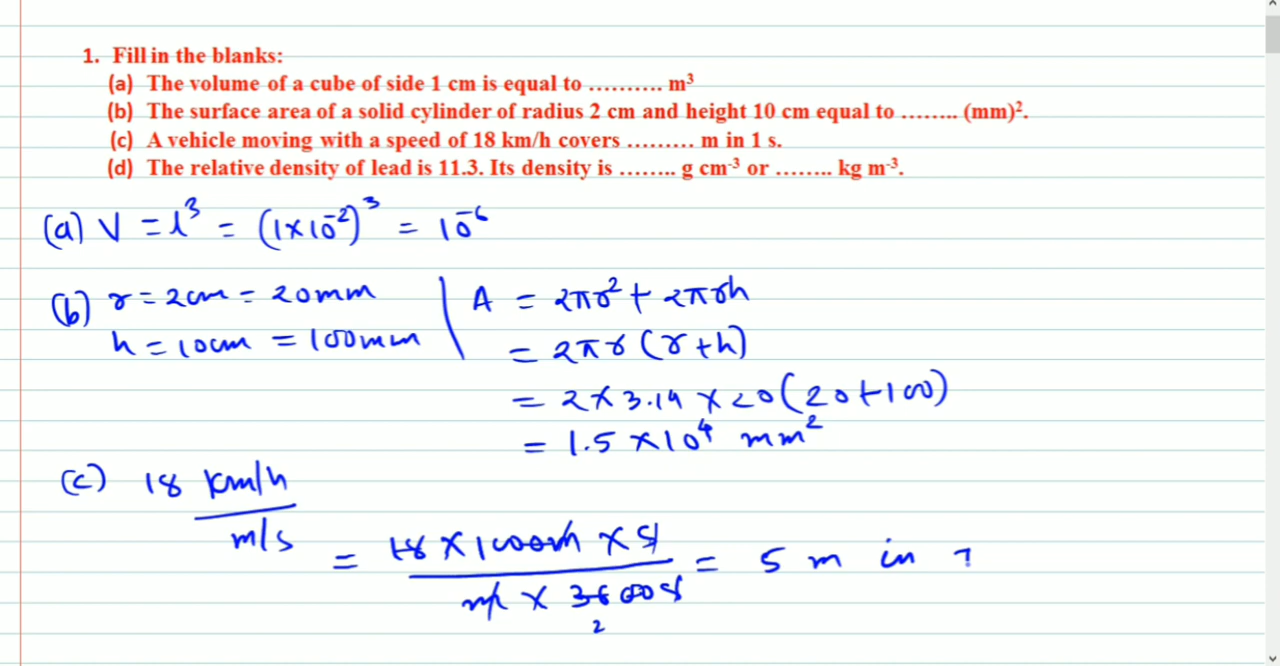 1. Fill in the blanks:
(a) The volume of a cube of side 1 cm is equal to .......... m³
(b) The surface area of a solid cylinder of radius 2 cm and height 10 cm equal to ........ (mm)².
(c) A vehicle moving with a speed of 18 km/h covers ......... m in 1 s.
(d) The relative density of lead is 11.3. Its density is ........ g cm⁻³ or ........ kg m⁻³.
(a) V = l³ = (1×10⁻²)³ = 10⁻⁶
(b) r = 2cm = 20mm
h = 10cm = 100mm
A = 2πr² + 2πrh
= 2πr (r+h)
= 2×3.14×20(20+100)
= 1.5×10⁴ mm²
(c) 18 km/h
m/s
= 18×1000m×s
m×3600s
2
= 5 m in